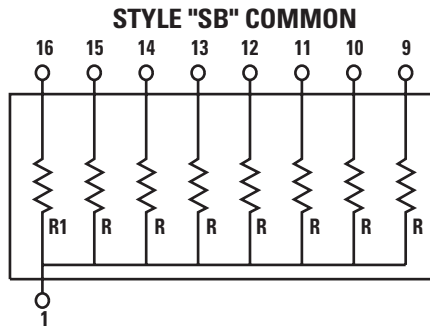 STYLE "SB" COMMON
16 15 14 13 12 11 10 9
R1 R R R R R R R
1